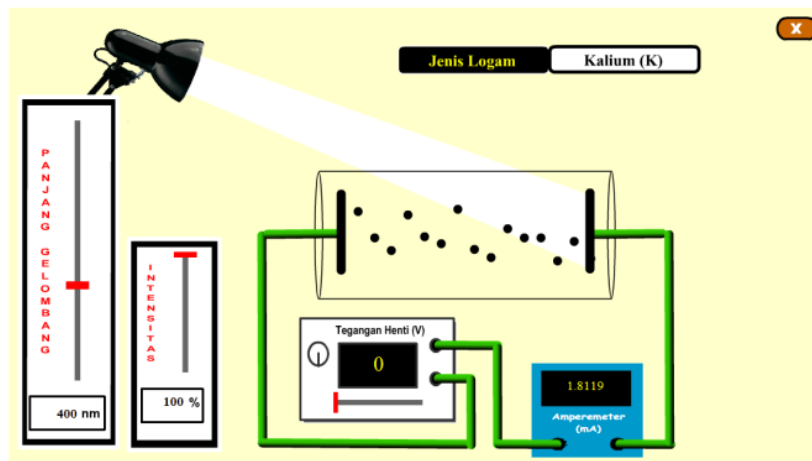 X
Jenis Logam
Kalium (K)
PANJANG GELOMBANG
400 nm
INTENSITAS
100 %
Tegangan Henti (V)
0
1.8119
Amperemeter
(mA)